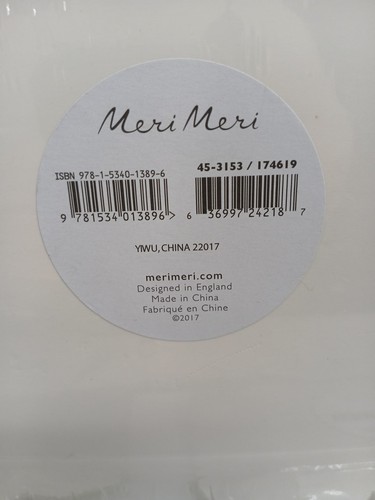 Meri Meri
45-3153 / 174619
ISBN 978-1-5340-1389-6
9 781534 013896 > 6 36997 24218 7
YIWU, CHINA 22017
merimeri.com
Designed in England
Made in China
Fabriqué en Chine
©2017